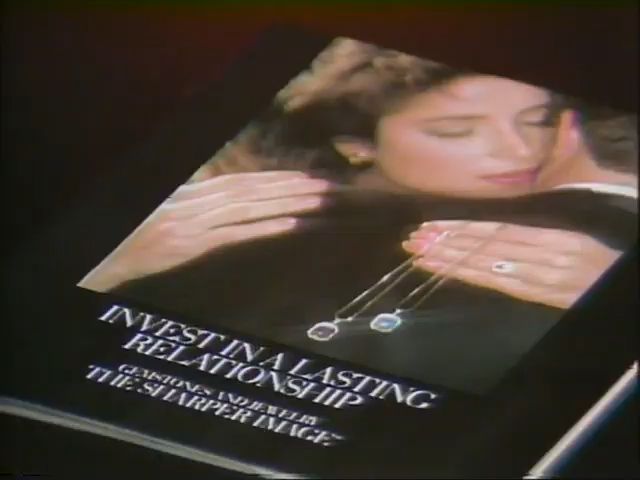 INVEST IN A LASTING
RELATIONSHIP
GEMSTONES AND JEWELRY
THE SHARPER IMAGE